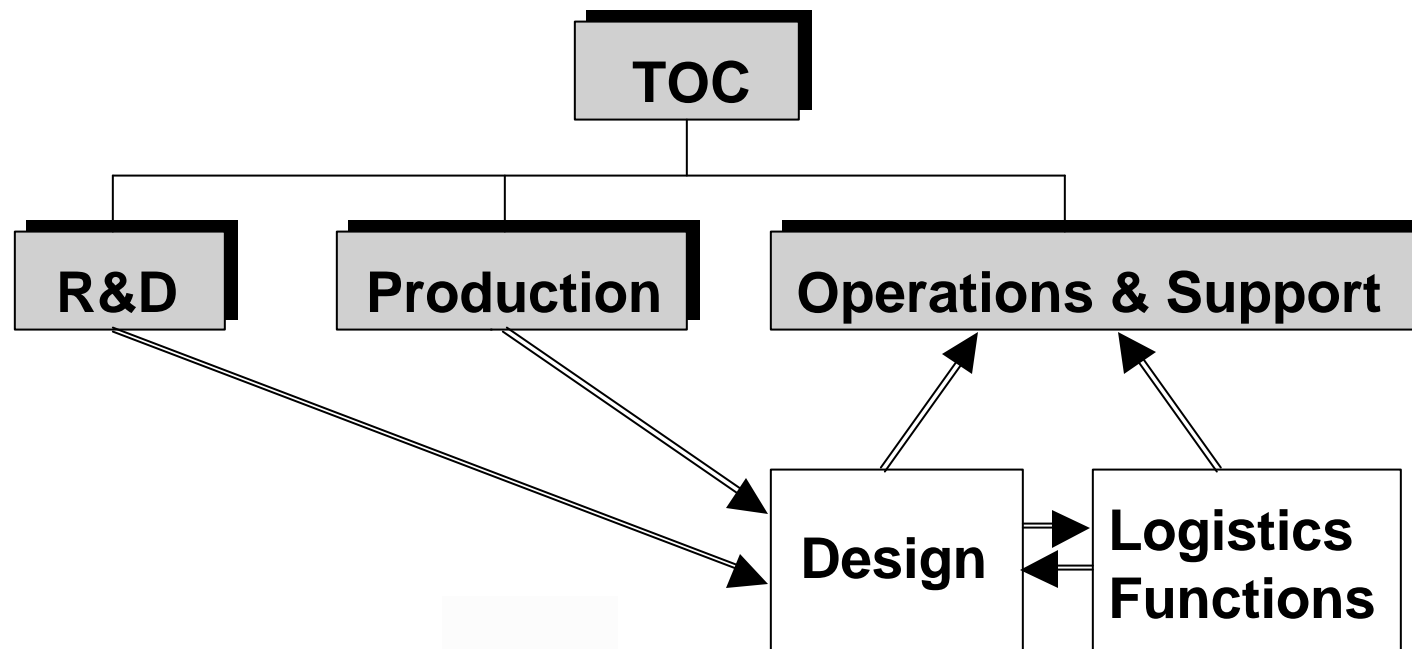 TOC
R&D
Production
Operations & Support
Design
Logistics
Functions